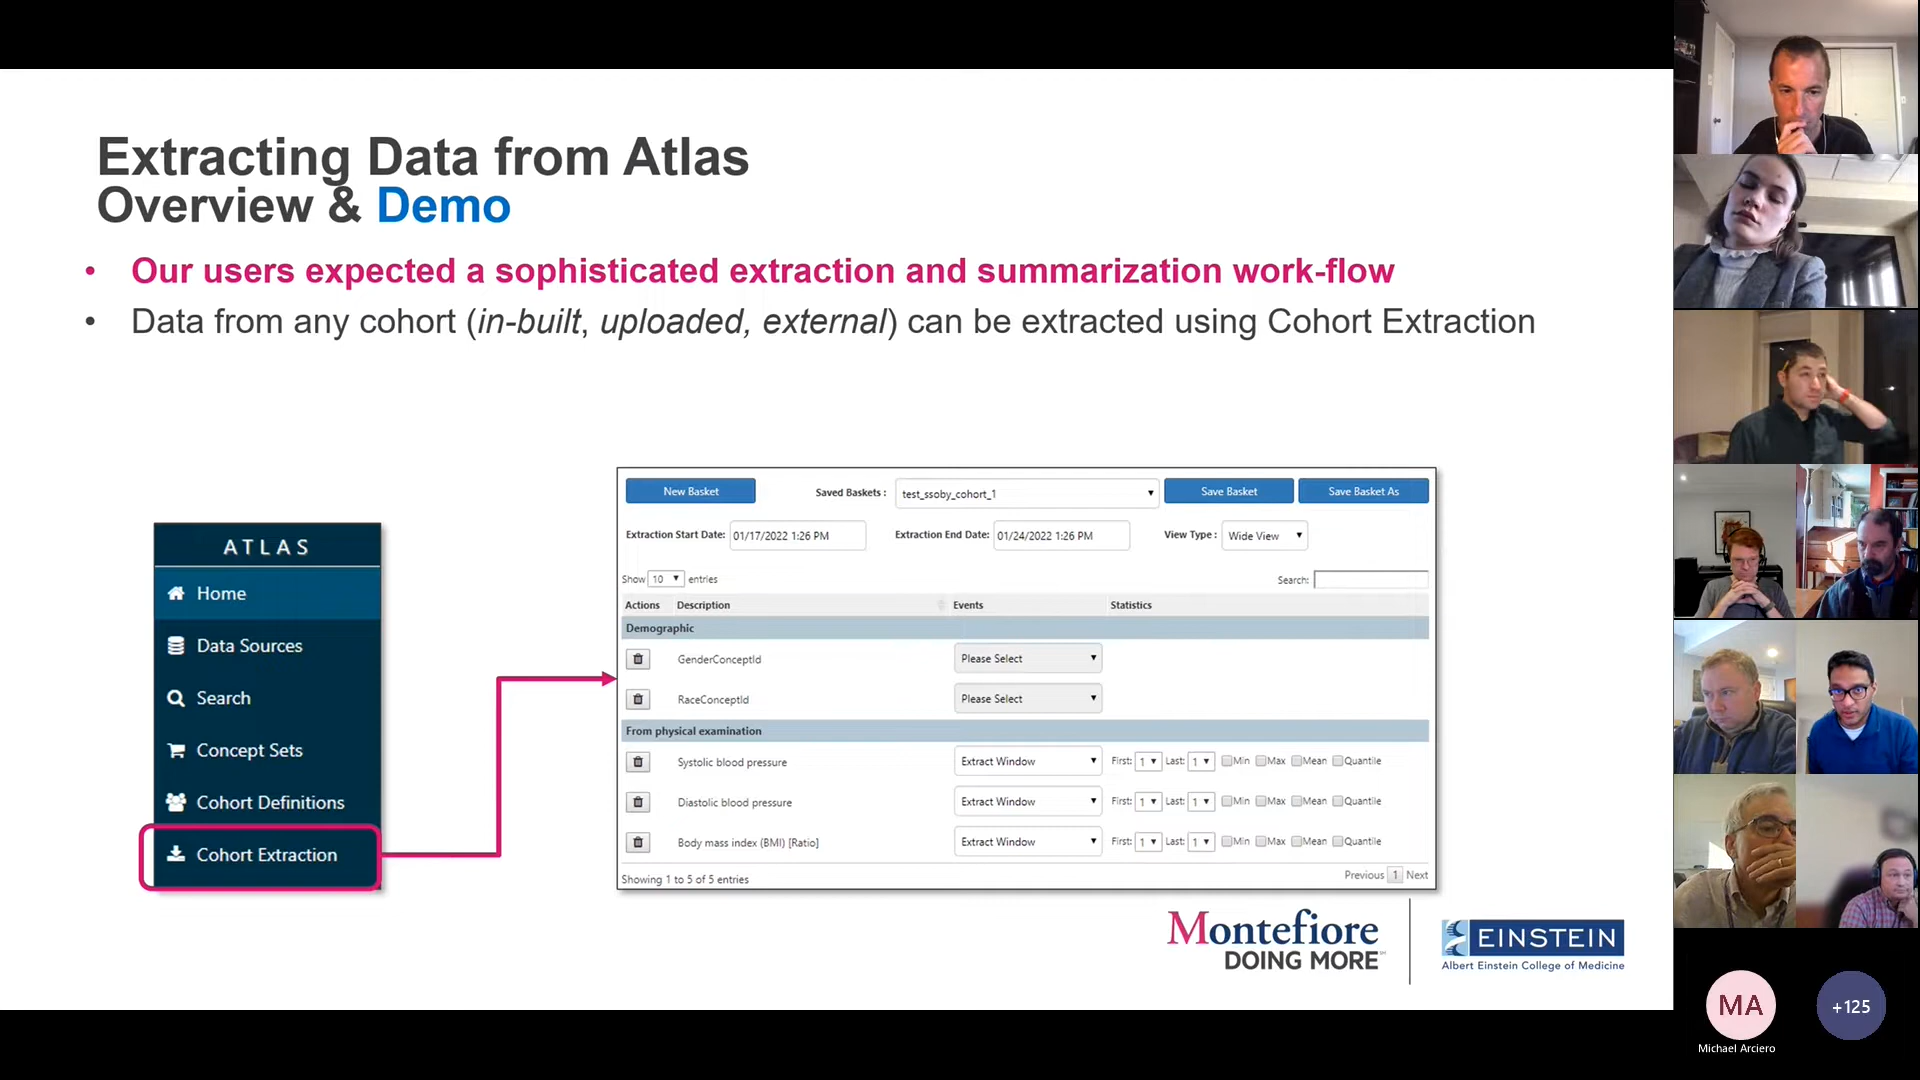 Extracting Data from Atlas
Overview & Demo
• Our users expected a sophisticated extraction and summarization work-flow
• Data from any cohort (in-built, uploaded, external) can be extracted using Cohort Extraction
ATLAS
Home
Data Sources
Search
Concept Sets
Cohort Definitions
Cohort Extraction
New Basket Saved Baskets : test_ssoby_cohort_1 Save Basket Save Basket As
Extraction Start Date: 01/17/2022 1:26 PM Extraction End Date: 01/24/2022 1:26 PM View Type : Wide View
Show 10 entries Search:
Actions Description Events Statistics
Demographic
GenderConceptId Please Select
RaceConceptId Please Select
From physical examination
Systolic blood pressure Extract Window First: 1 Last: 1 Min Max Mean Quantile
Diastolic blood pressure Extract Window First: 1 Last: 1 Min Max Mean Quantile
Body mass index (BMI) [Ratio] Extract Window First: 1 Last: 1 Min Max Mean Quantile
Showing 1 to 5 of 5 entries Previous 1 Next
Montefiore
DOING MORE
EINSTEIN
Albert Einstein College of Medicine
MA
Michael Arciero
+125